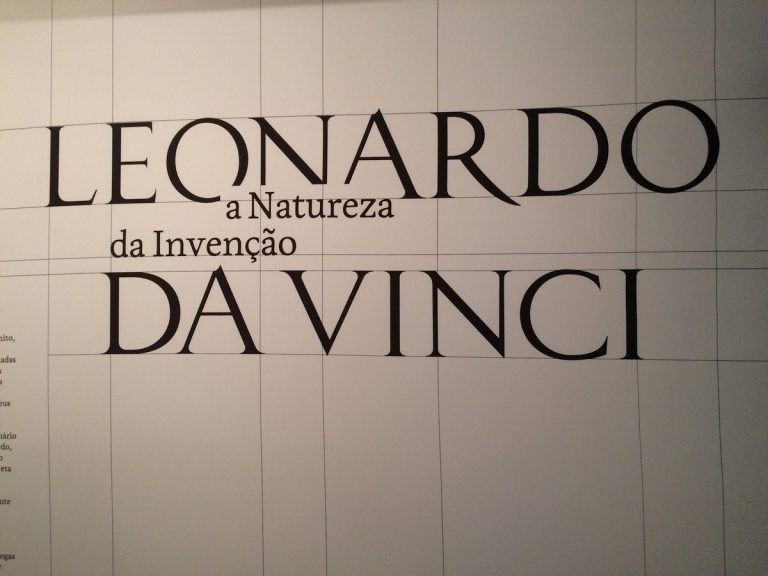 LEONARDO
a Natureza
da Invenção
DA VINCI